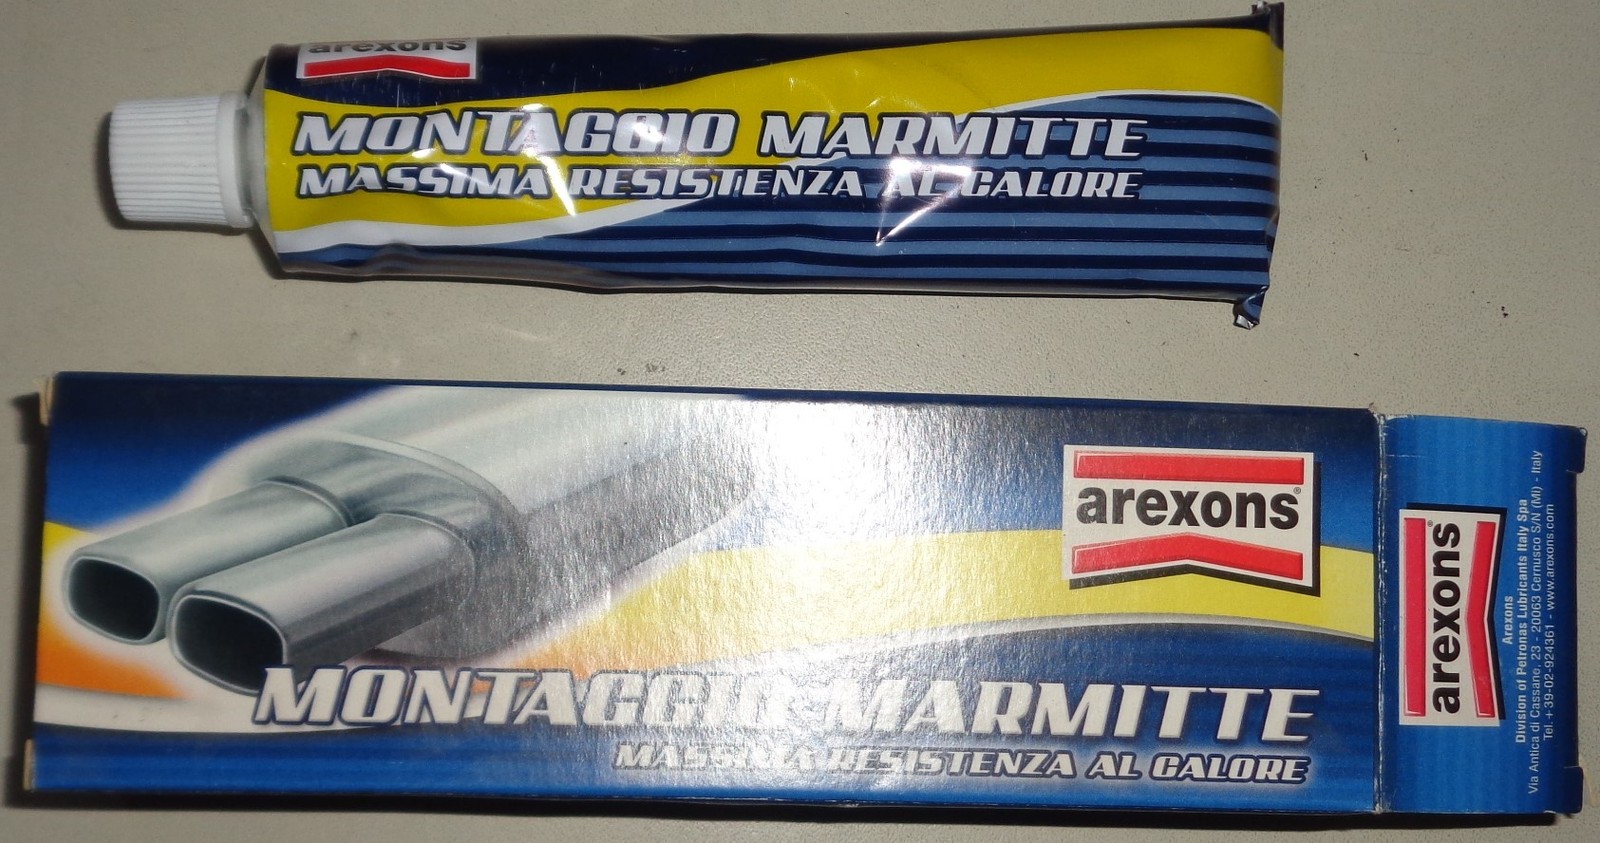 arexons
MONTAGGIO MARMITTE
MASSIMA RESISTENZA AL CALORE
arexons®
MONTAGGIO MARMITTE
MASSIMA RESISTENZA AL CALORE
arexons®
Arexons
Division of Petronas Lubricants Italy Spa
Via Antica di Cassano, 23 - 20063 Cernusco S/N (MI) - Italy
Tel. +39-02-924361 - www.arexons.com